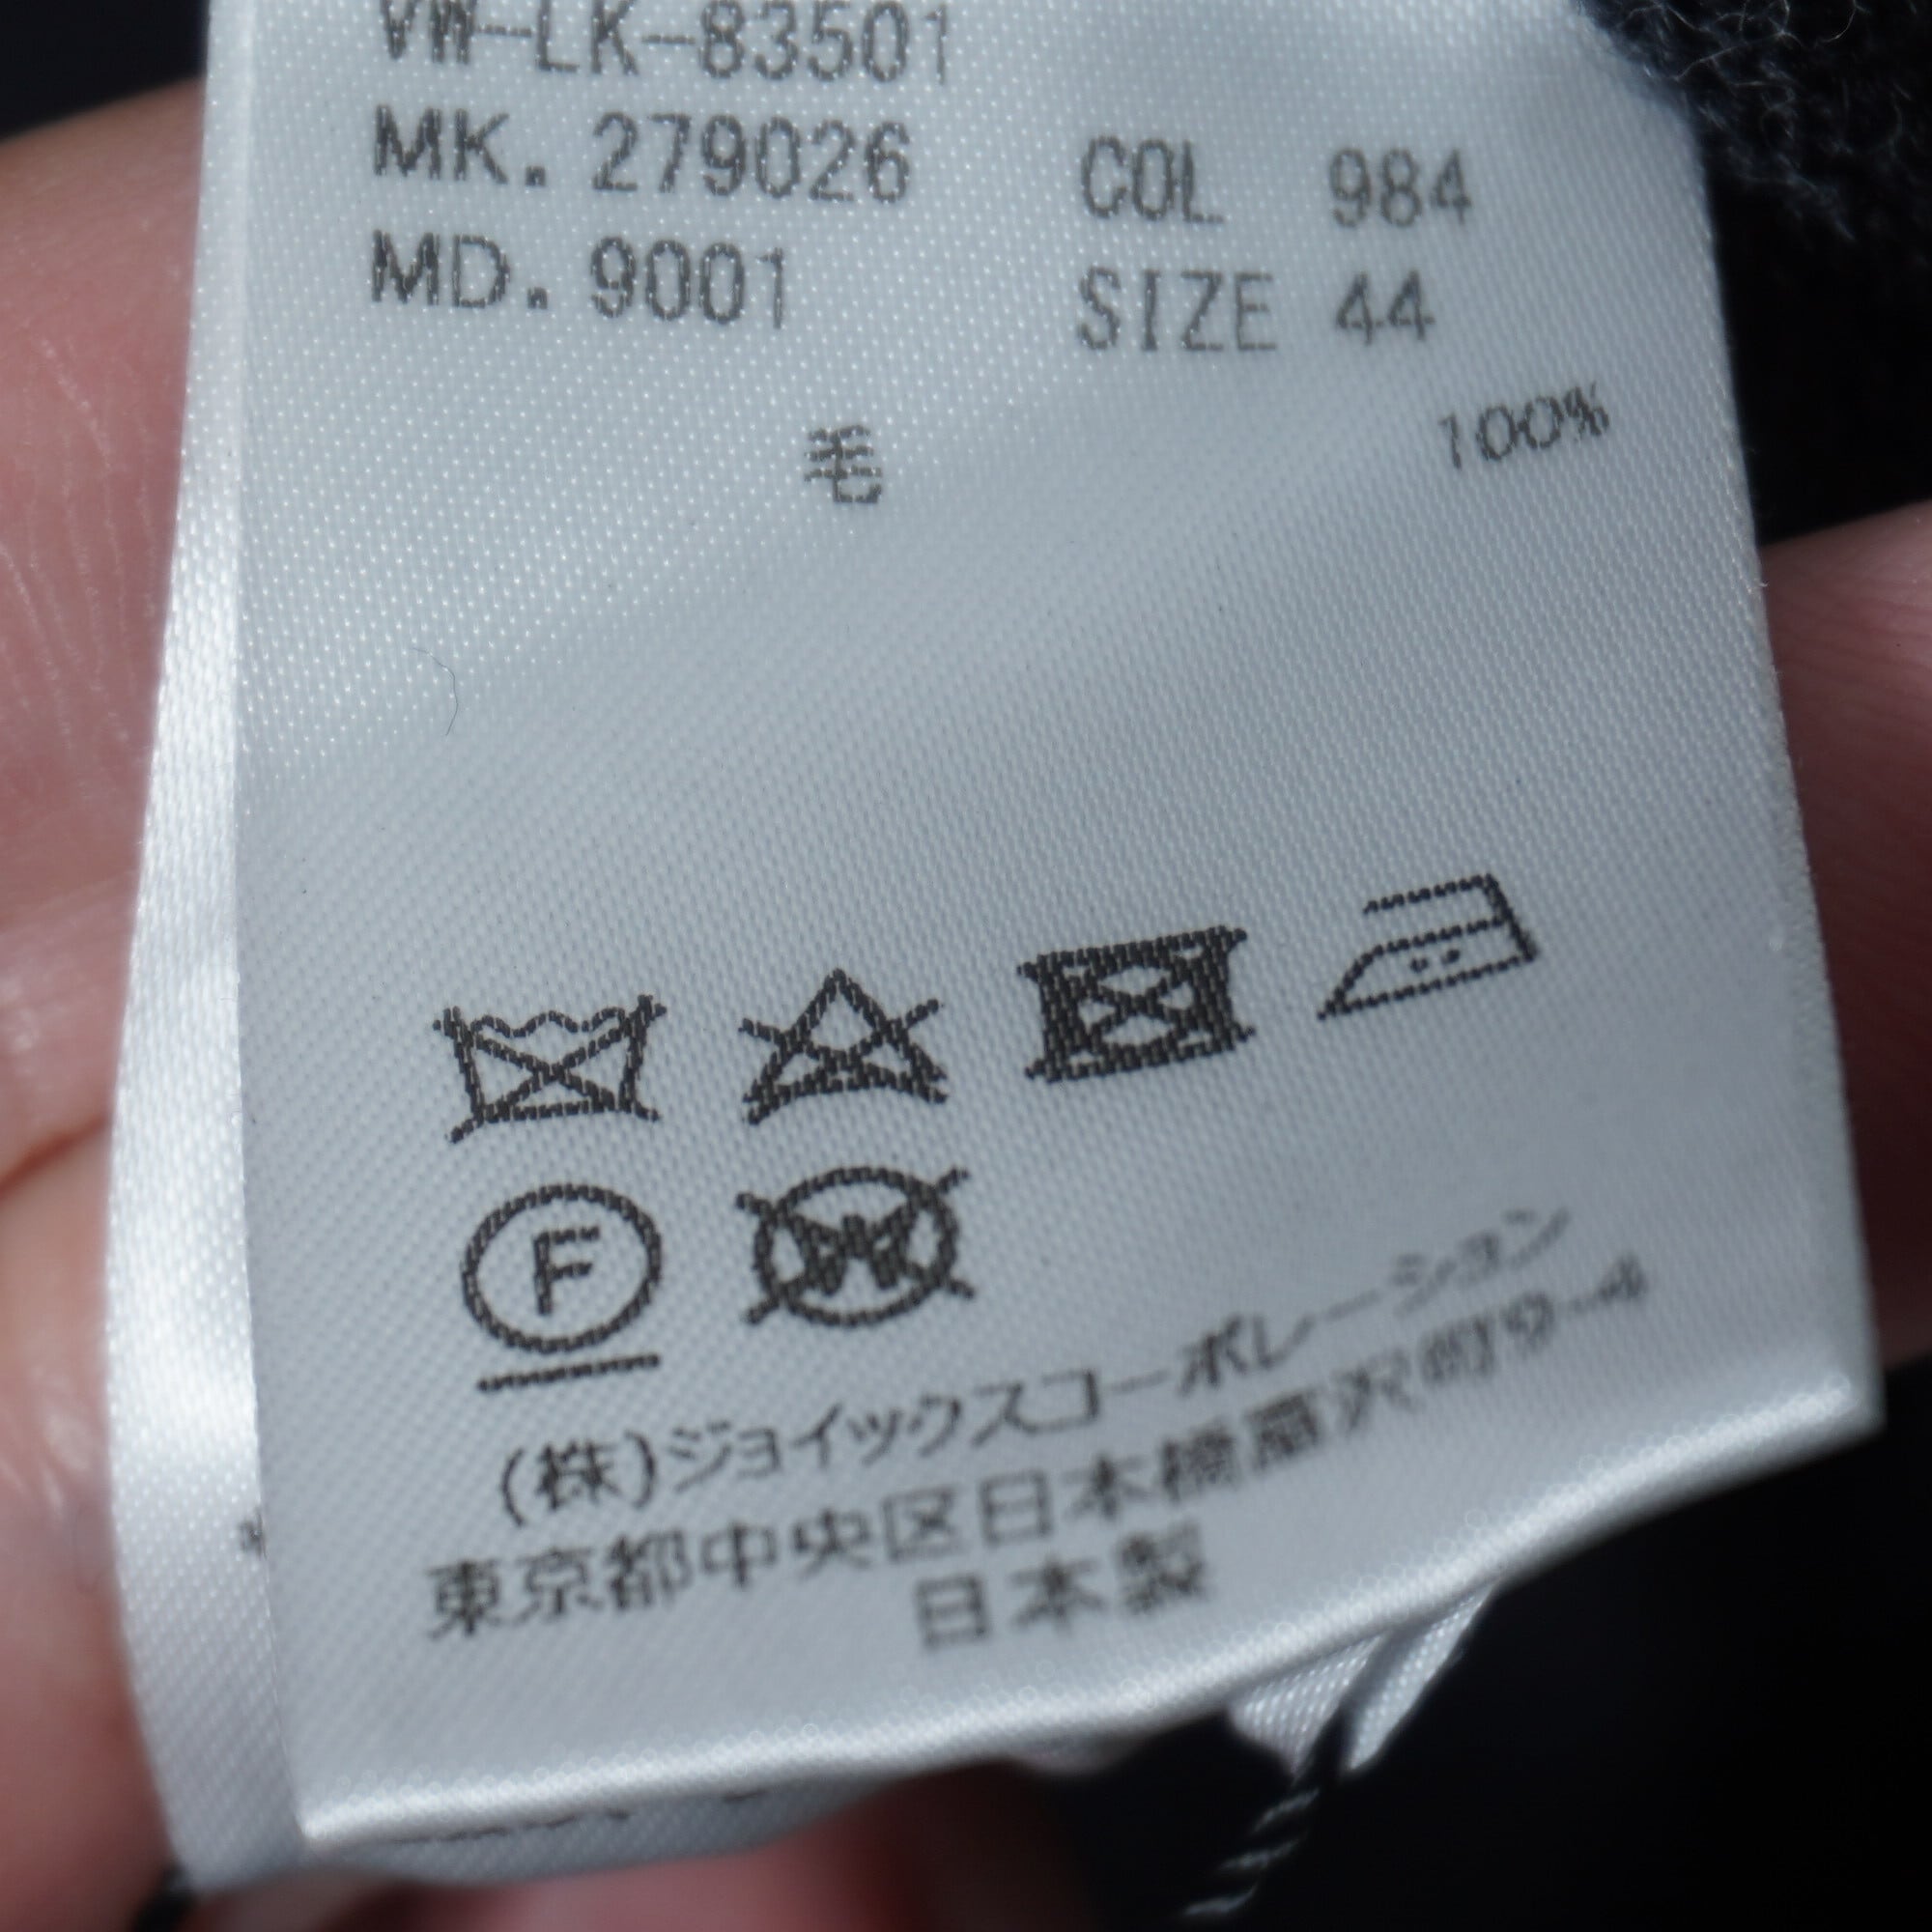 VW-LK-83501
MK. 279026 COL 984
MD. 9001 SIZE 44
毛 100%
F
W
(株)ジョイックスコーポレーション
東京都中央区日本橋富沢町9-4
日本製